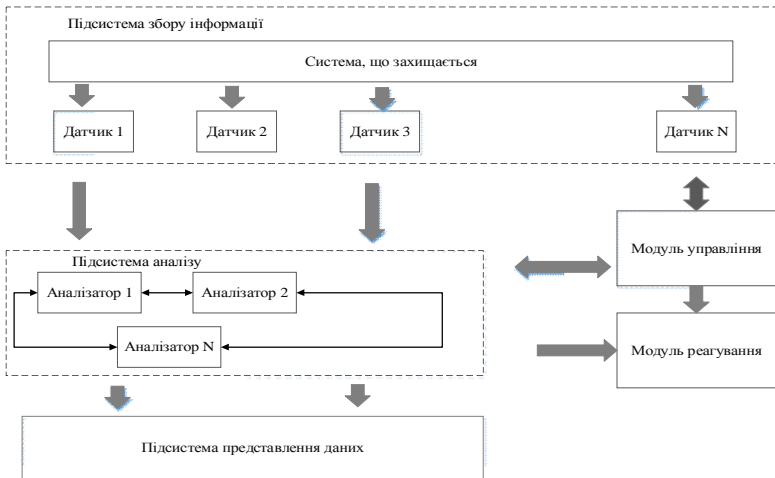 Підсистема збору інформації
Система, що захищається
Датчик 1
Датчик 2
Датчик 3
Датчик N
Модуль управління
Підсистема аналізу
Аналізатор 1
Аналізатор 2
Аналізатор N
Модуль реагування
Підсистема представлення даних